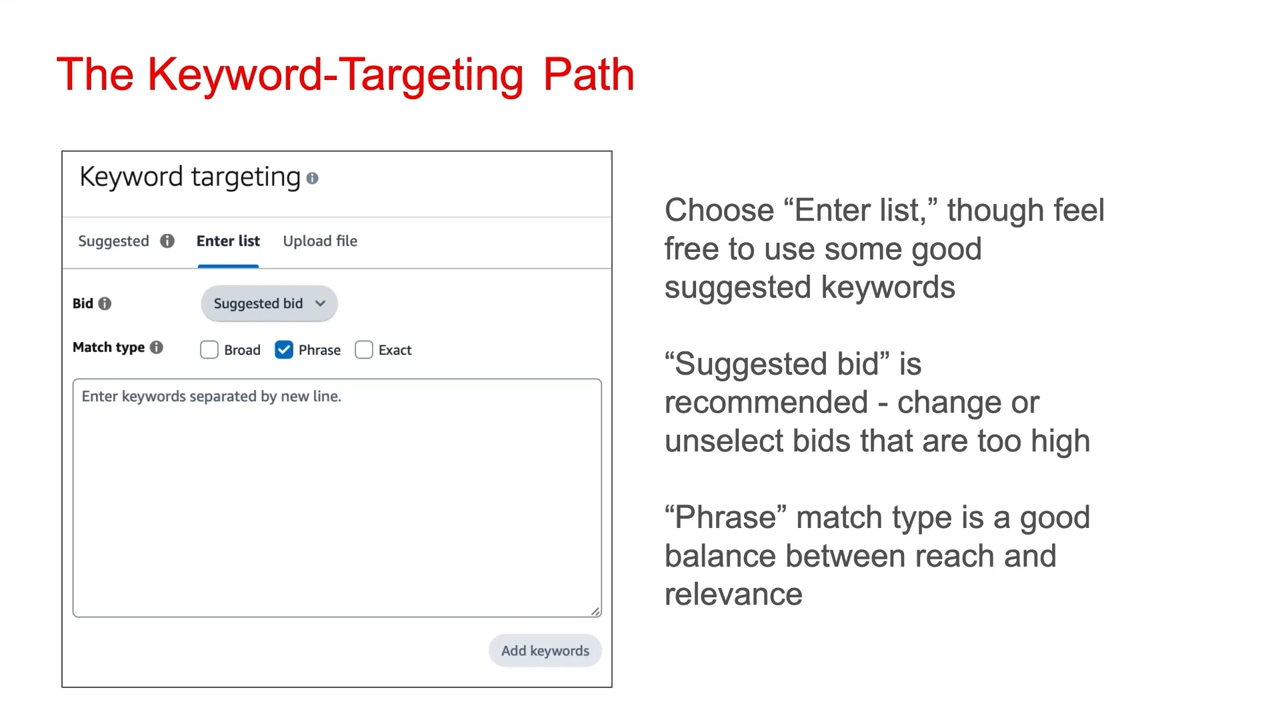 The Keyword-Targeting Path
Keyword targeting
Suggested Enter list Upload file
Bid Suggested bid
Match type Broad Phrase Exact
Enter keywords separated by new line.
Add keywords
Choose “Enter list,” though feel
free to use some good
suggested keywords
“Suggested bid” is
recommended - change or
unselect bids that are too high
“Phrase” match type is a good
balance between reach and
relevance